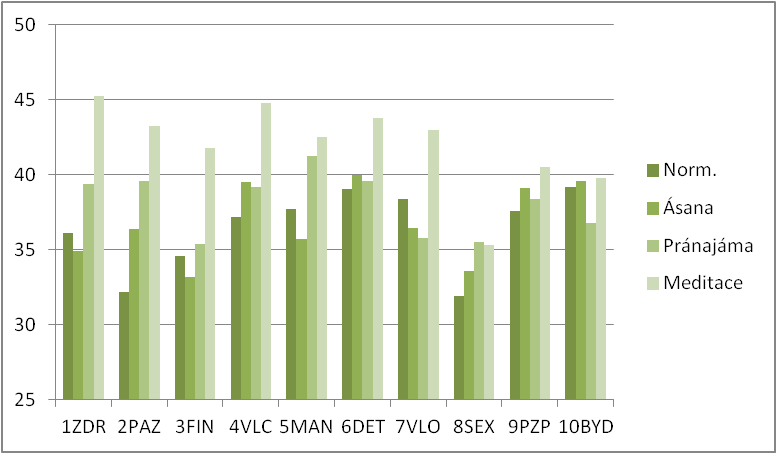 50
45
40
35
30
25
1ZDR 2PAZ 3FIN 4VLC 5MAN 6DET 7VLO 8SEX 9PZP 10BYD
Norm.
Ásana
Pránajáma
Meditace